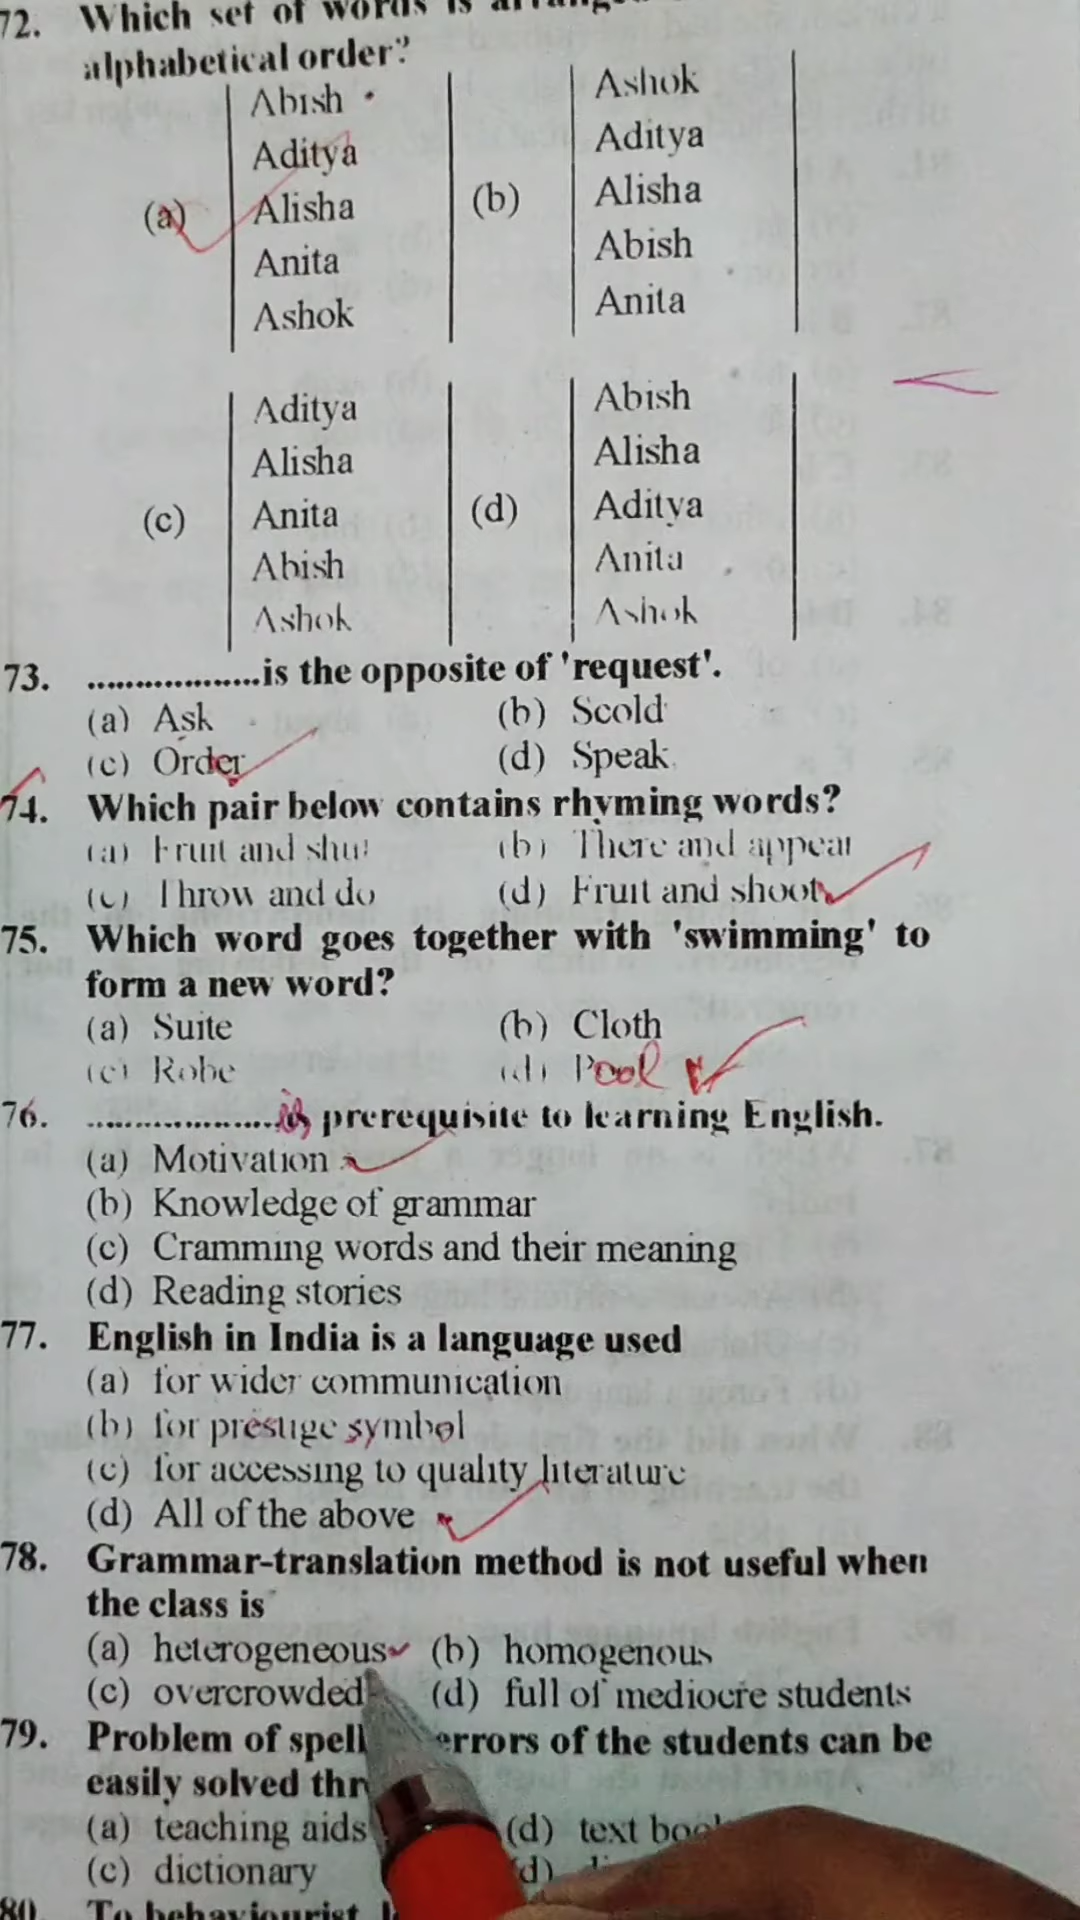 72. Which set of words is
alphabetical order?
(a) Abish
Aditya
Alisha
Anita
Ashok
(b) Ashok
Aditya
Alisha
Abish
Anita
(c) Aditya
Alisha
Anita
Abish
Ashok
(d) Abish
Alisha
Aditya
Anita
Ashok
73. ..................is the opposite of 'request'.
(a) Ask (b) Scold
(c) Order (d) Speak
74. Which pair below contains rhyming words?
(a) Fruit and shut (b) There and appear
(c) Throw and do (d) Fruit and shoot
75. Which word goes together with 'swimming' to
form a new word?
(a) Suite (b) Cloth
(c) Robe (d) Pool
76. ....................is prerequisite to learning English.
(a) Motivation
(b) Knowledge of grammar
(c) Cramming words and their meaning
(d) Reading stories
77. English in India is a language used
(a) for wider communication
(b) for prestige symbol
(c) for accessing to quality literature
(d) All of the above
78. Grammar-translation method is not useful when
the class is
(a) heterogeneous (b) homogenous
(c) overcrowded (d) full of mediocre students
79. Problem of errors of the students can be
easily solved
(a) teaching aids (d) text
(c) dictionary
80. To behaviourist